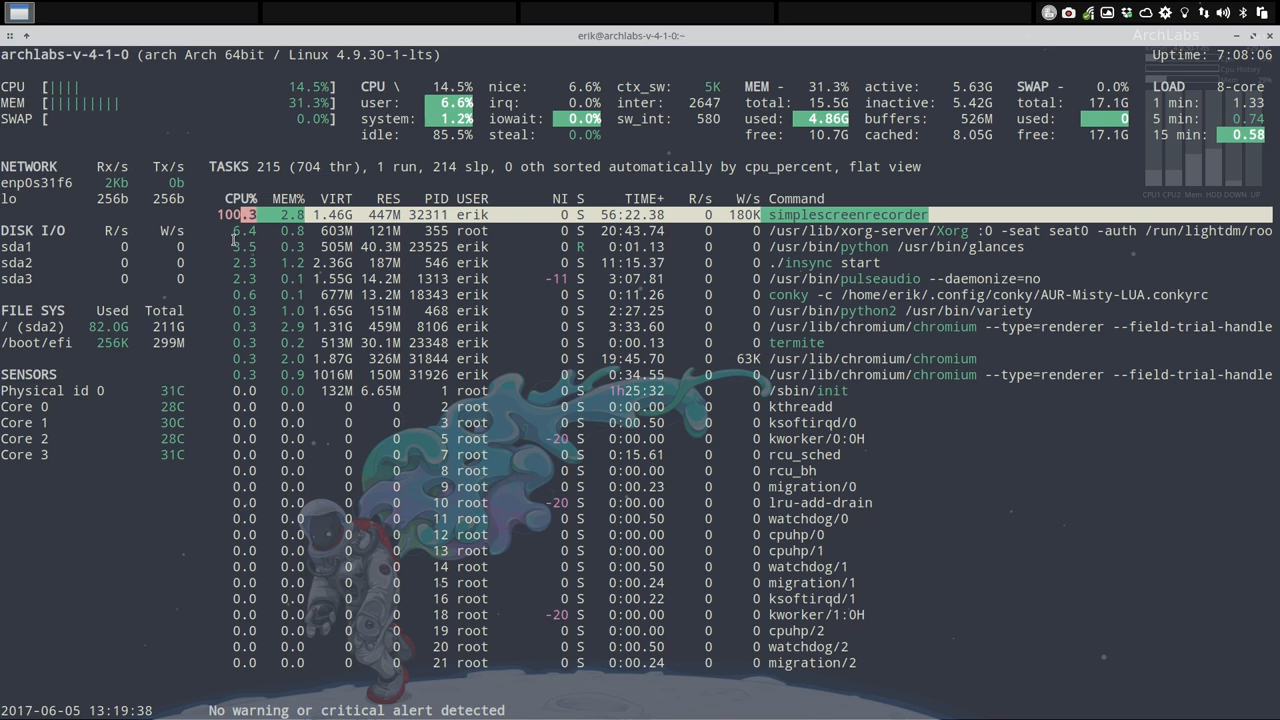 erik@archlabs-v-4-1-0:~
ArchLabs
archlabs-v-4-1-0 (arch Arch 64bit / Linux 4.9.30-1-lts) Uptime: 7:08:06
CPU [|||| 14.5%] CPU \ 14.5% nice: 6.6% ctx_sw: 5K MEM - 31.3% active: 5.63G SWAP - 0.0% LOAD 8-core
MEM [||||||||| 31.3%] user: 6.6% irq: 0.0% inter: 2647 total: 15.5G inactive: 5.42G total: 17.1G 1 min: 1.33
SWAP [ 0.0%] system: 1.2% iowait: 0.0% sw_int: 580 used: 4.86G buffers: 526M used: 0 5 min: 0.74
idle: 85.5% steal: 0.0% free: 10.7G cached: 8.05G free: 17.1G 15 min: 0.58
NETWORK Rx/s Tx/s TASKS 215 (704 thr), 1 run, 214 slp, 0 oth sorted automatically by cpu_percent, flat view
enp0s31f6 2Kb 0b
CPU1 CPU2 Mem HDD DOWN UP
lo 256b 256b CPU% MEM% VIRT RES PID USER NI S TIME+ R/s W/s Command
100.3 2.8 1.46G 447M 32311 erik 0 S 56:22.38 0 180K simplescreenrecorder
DISK I/O R/s W/s 6.4 0.8 603M 121M 355 root 0 S 20:43.74 0 0 /usr/lib/xorg-server/Xorg :0 -seat seat0 -auth /run/lightdm/roo
sda1 0 0 3.5 0.3 505M 40.3M 23525 erik 0 R 0:01.13 0 0 /usr/bin/python /usr/bin/glances
sda2 0 0 2.3 1.2 2.36G 187M 546 erik 0 S 11:15.37 0 0 ./insync start
sda3 0 0 2.3 0.1 1.55G 14.2M 1313 erik -11 S 3:07.81 0 0 /usr/bin/pulseaudio --daemonize=no
0.6 0.1 677M 13.2M 18343 erik 0 S 0:11.26 0 0 conky -c /home/erik/.config/conky/AUR-Misty-LUA.conkyrc
FILE SYS Used Total 0.3 1.0 1.65G 151M 468 erik 0 S 2:27.25 0 0 /usr/bin/python2 /usr/bin/variety
/ (sda2) 82.0G 211G 0.3 2.9 1.31G 459M 8106 erik 0 S 3:33.60 0 0 /usr/lib/chromium/chromium --type=renderer --field-trial-handle
/boot/efi 256K 299M 0.3 0.2 513M 30.1M 23348 erik 0 S 0:00.13 0 0 termite
0.3 2.0 1.87G 326M 31844 erik 0 S 19:45.70 0 63K /usr/lib/chromium/chromium
SENSORS 0.3 0.9 1016M 150M 31926 erik 0 S 0:34.55 0 0 /usr/lib/chromium/chromium --type=renderer --field-trial-handle
Physical id 0 31C 0.0 0.0 132M 6.65M 1 root 0 S 1h25:32 0 0 /sbin/init
Core 0 28C 0.0 0.0 0 0 2 root 0 S 0:00.00 0 0 kthreadd
Core 1 30C 0.0 0.0 0 0 3 root 0 S 0:00.50 0 0 ksoftirqd/0
Core 2 28C 0.0 0.0 0 0 5 root -20 S 0:00.00 0 0 kworker/0:0H
Core 3 31C 0.0 0.0 0 0 7 root 0 S 0:15.61 0 0 rcu_sched
0.0 0.0 0 0 8 root 0 S 0:00.00 0 0 rcu_bh
0.0 0.0 0 0 9 root 0 S 0:00.23 0 0 migration/0
0.0 0.0 0 0 10 root -20 S 0:00.00 0 0 lru-add-drain
0.0 0.0 0 0 11 root 0 S 0:00.50 0 0 watchdog/0
0.0 0.0 0 0 12 root 0 S 0:00.00 0 0 cpuhp/0
0.0 0.0 0 0 13 root 0 S 0:00.00 0 0 cpuhp/1
0.0 0.0 0 0 14 root 0 S 0:00.50 0 0 watchdog/1
0.0 0.0 0 0 15 root 0 S 0:00.24 0 0 migration/1
0.0 0.0 0 0 16 root 0 S 0:00.22 0 0 ksoftirqd/1
0.0 0.0 0 0 18 root -20 S 0:00.00 0 0 kworker/1:0H
0.0 0.0 0 0 19 root 0 S 0:00.00 0 0 cpuhp/2
0.0 0.0 0 0 20 root 0 S 0:00.50 0 0 watchdog/2
0.0 0.0 0 0 21 root 0 S 0:00.24 0 0 migration/2
2017-06-05 13:19:38 No warning or critical alert detected